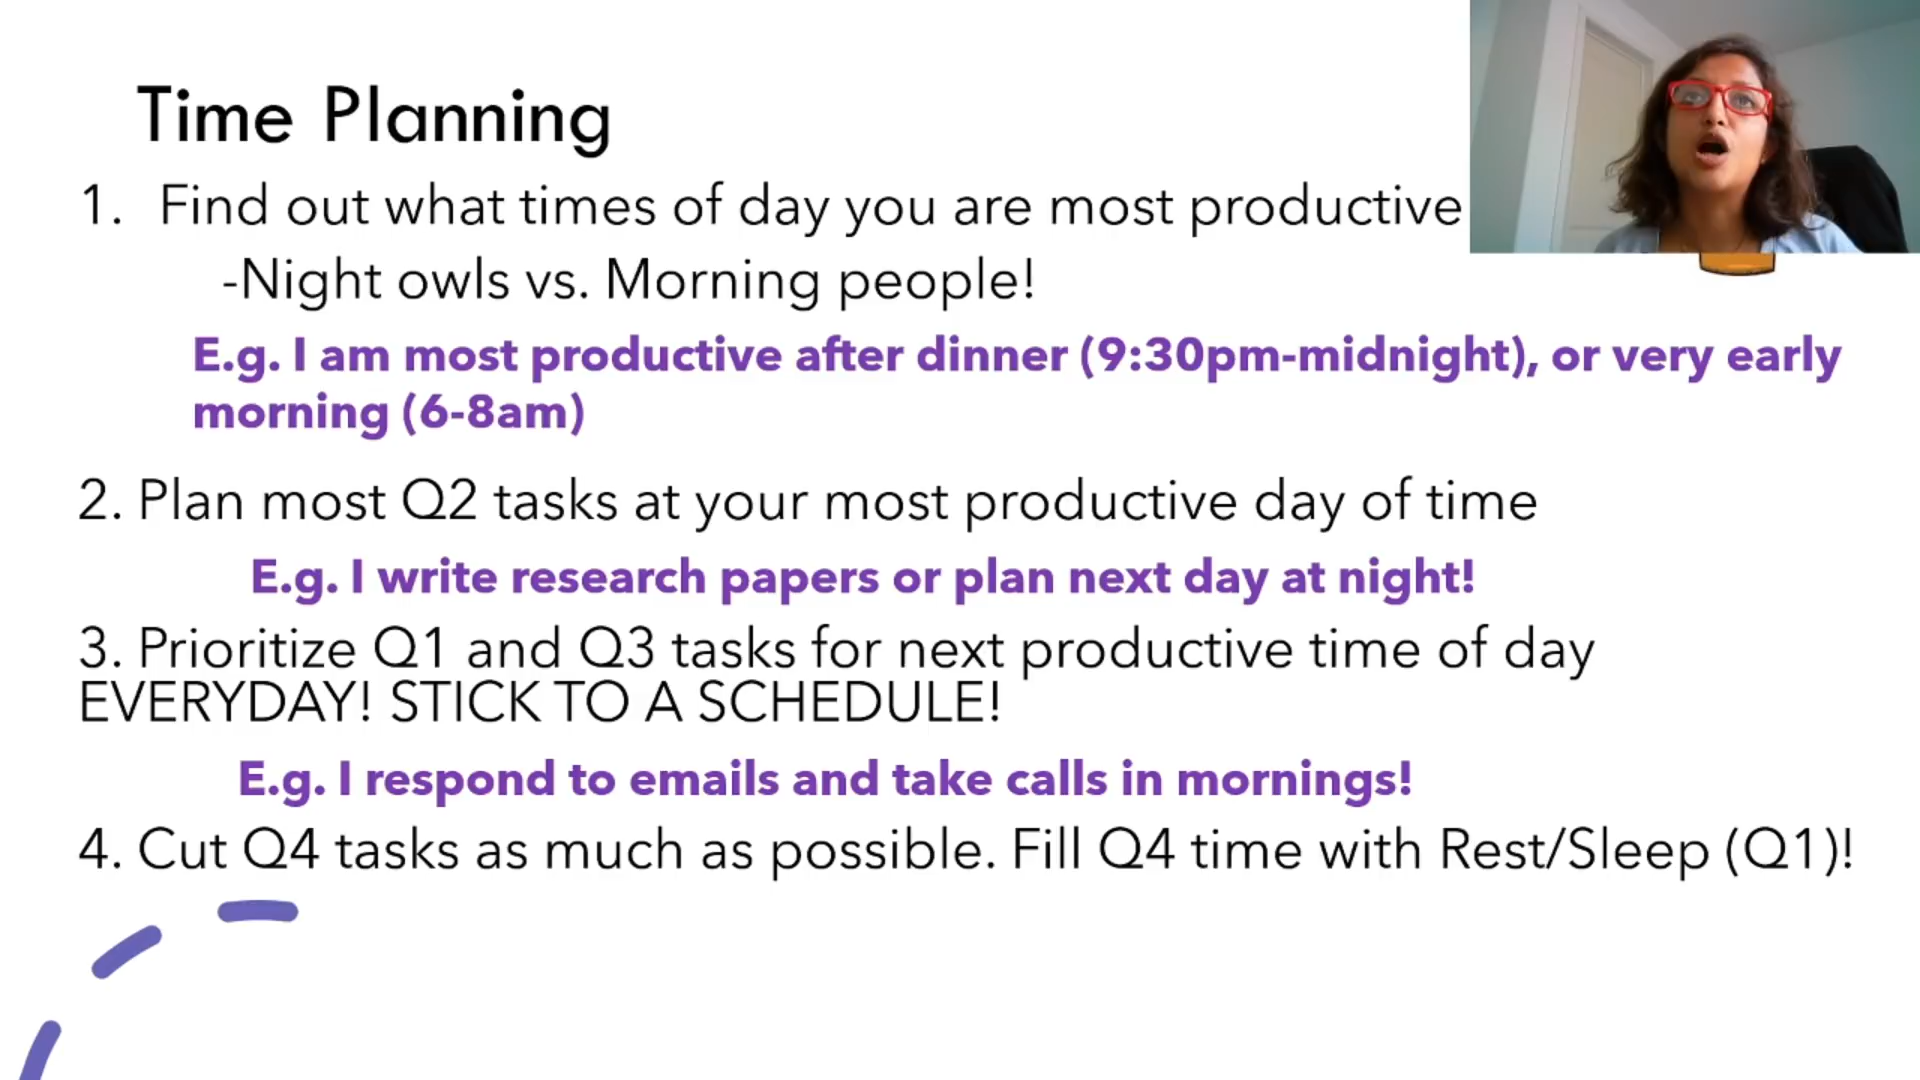 Time Planning
1. Find out what times of day you are most productive
-Night owls vs. Morning people!
E.g. I am most productive after dinner (9:30pm-midnight), or very early
morning (6-8am)
2. Plan most Q2 tasks at your most productive day of time
E.g. I write research papers or plan next day at night!
3. Prioritize Q1 and Q3 tasks for next productive time of day
EVERYDAY! STICK TO A SCHEDULE!
E.g. I respond to emails and take calls in mornings!
4. Cut Q4 tasks as much as possible. Fill Q4 time with Rest/Sleep (Q1)!